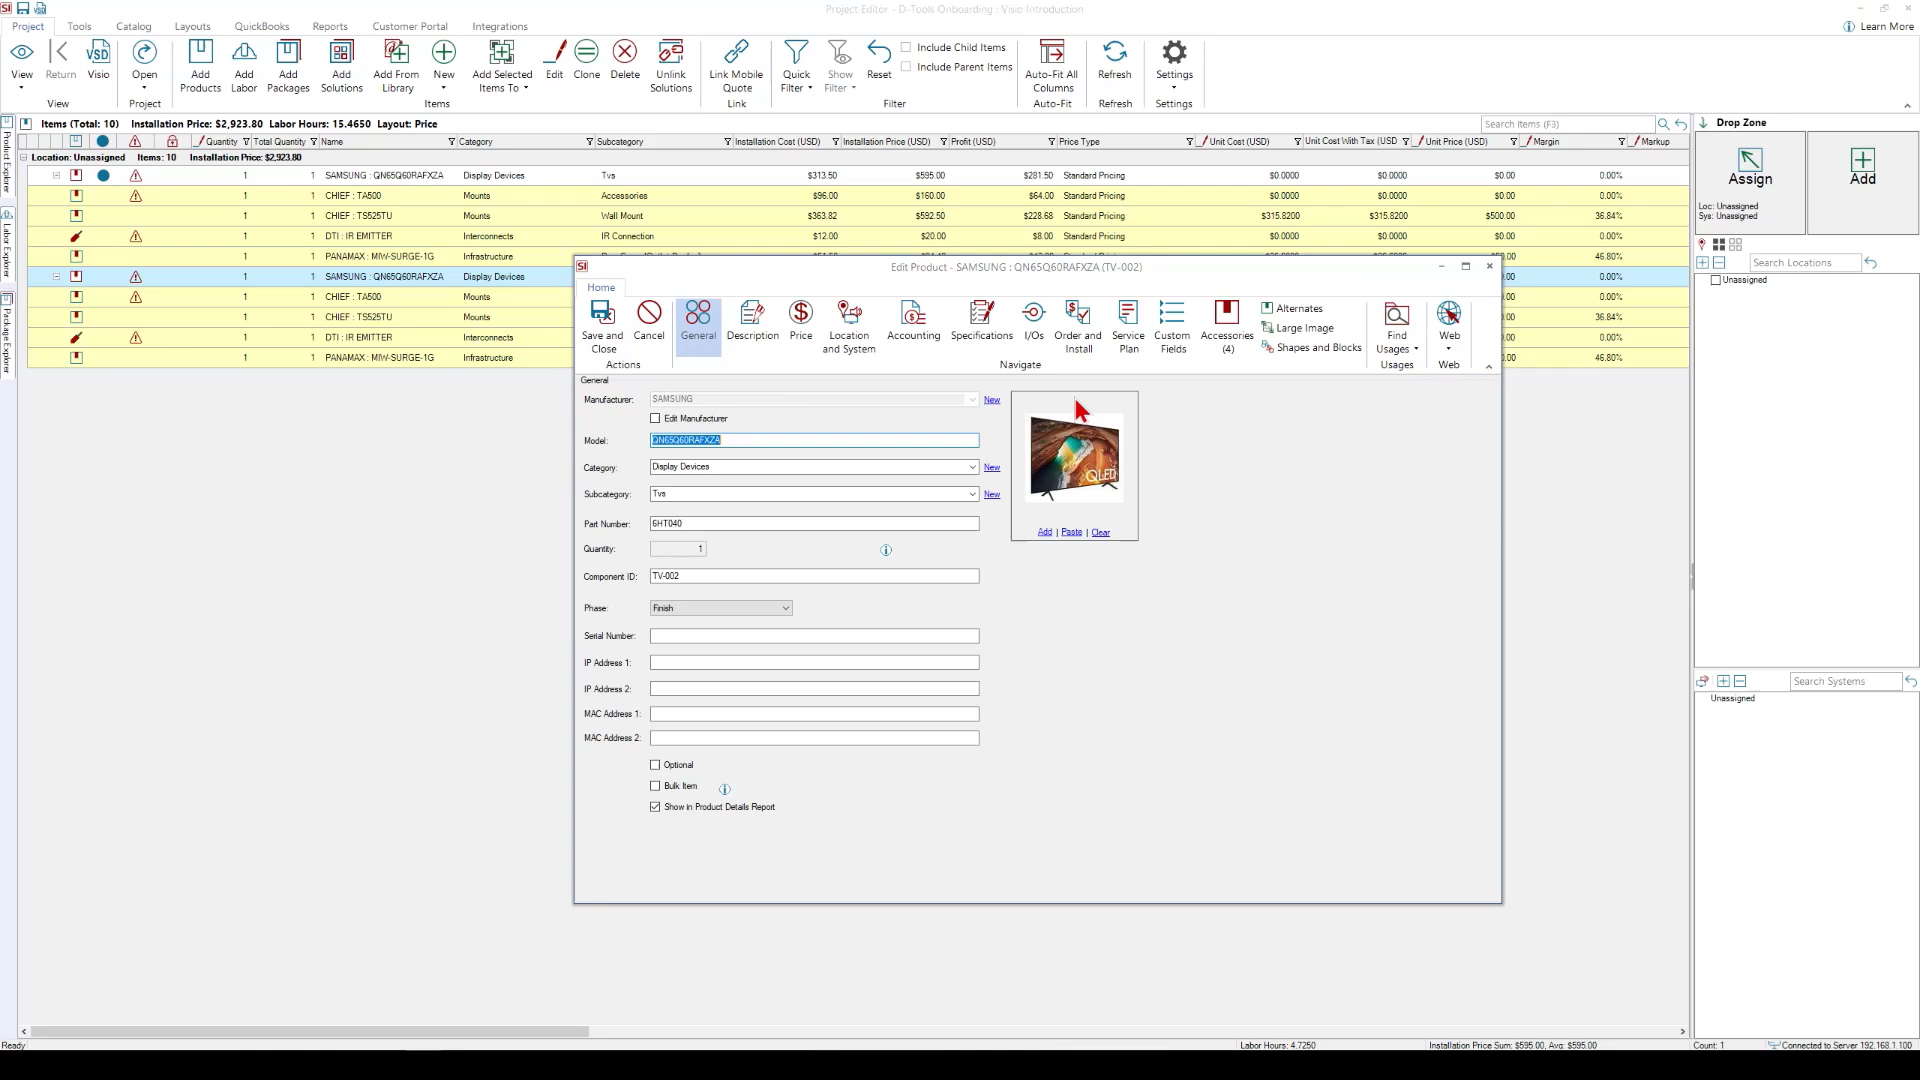 SI VSD Project Editor - D-Tools Onboarding : Visio Introduction
Project Tools Catalog Layouts QuickBooks Reports Customer Portal Integrations Learn More
View Return Visio Open Add Products Add Labor Add Packages Add Solutions Add From Library New Add Selected Items To Edit Clone Delete Unlink Solutions Link Mobile Quote Quick Filter Show Filter Reset Include Child Items Include Parent Items Auto-Fit All Columns Refresh Settings
View Project Items Link Filter Auto-Fit Refresh Settings
Items (Total: 10) Installation Price: $2,923.80 Labor Hours: 15.4650 Layout: Price Search Items (F3) Drop Zone
Quantity Total Quantity Name Category Subcategory Installation Cost (USD) Installation Price (USD) Profit (USD) Price Type Unit Cost (USD) Unit Cost With Tax (USD Unit Price (USD) Margin Markup
Location: Unassigned Items: 10 Installation Price: $2,923.80
1 1 SAMSUNG : QN65Q60RAFXZA Display Devices Tvs $313.50 $595.00 $281.50 Standard Pricing $0.0000 $0.0000 $0.00 0.00%
1 1 CHIEF : TA500 Mounts Accessories $96.00 $160.00 $64.00 Standard Pricing $0.0000 $0.0000 $0.00 0.00%
1 1 CHIEF : TS525TU Mounts Wall Mount $363.82 $592.50 $228.68 Standard Pricing $315.8200 $315.8200 $500.00 36.84%
1 1 DTI : IR EMITTER Interconnects IR Connection $12.00 $20.00 $8.00 Standard Pricing $0.0000 $0.0000 $0.00 0.00%
1 1 PANAMAX : MIW-SURGE-1G Infrastructure 46.80%
1 1 SAMSUNG : QN65Q60RAFXZA Display Devices 0.00%
1 1 CHIEF : TA500 Mounts 0.00%
1 1 CHIEF : TS525TU Mounts 36.84%
1 1 DTI : IR EMITTER Interconnects 0.00%
1 1 PANAMAX : MIW-SURGE-1G Infrastructure 46.80%
Product Explorer
Labor Explorer
Package Explorer
SI Edit Product - SAMSUNG : QN65Q60RAFXZA (TV-002)
Home
Save and Close Cancel General Description Price Location and System Accounting Specifications I/Os Order and Install Service Plan Custom Fields Accessories (4) Alternates Large Image Shapes and Blocks Find Usages Web
Actions Navigate Usages Web
General
Manufacturer: SAMSUNG New
Edit Manufacturer
Model: QN65Q60RAFXZA
Category: Display Devices New
Subcategory: Tvs New
QLED
Part Number: 6HT040
Add | Paste | Clear
Quantity: 1
Component ID: TV-002
Phase: Finish
Serial Number:
IP Address 1:
IP Address 2:
MAC Address 1:
MAC Address 2:
Optional
Bulk Item
Show in Product Details Report
Assign Add
Loc: Unassigned
Sys: Unassigned
Search Locations
Unassigned
Search Systems
Unassigned
Ready Labor Hours: 4.7250 Installation Price Sum: $595.00, Avg: $595.00 Count: 1 Connected to Server 192.168.1.100